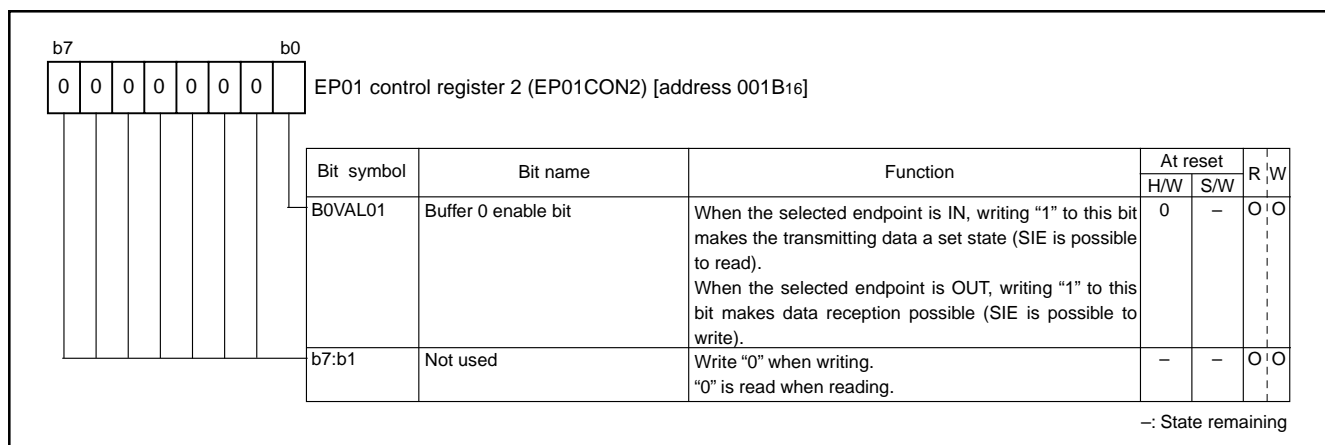 b7 b0
0 0 0 0 0 0 0 EP01 control register 2 (EP01CON2) [address 001B16]
Bit symbol Bit name Function At reset R W
H/W S/W
B0VAL01 Buffer 0 enable bit When the selected endpoint is IN, writing “1” to this bit 0 – O O
makes the transmitting data a set state (SIE is possible
to read).
When the selected endpoint is OUT, writing “1” to this
bit makes data reception possible (SIE is possible to
write).
b7:b1 Not used Write “0” when writing. – – O O
“0” is read when reading.
–: State remaining